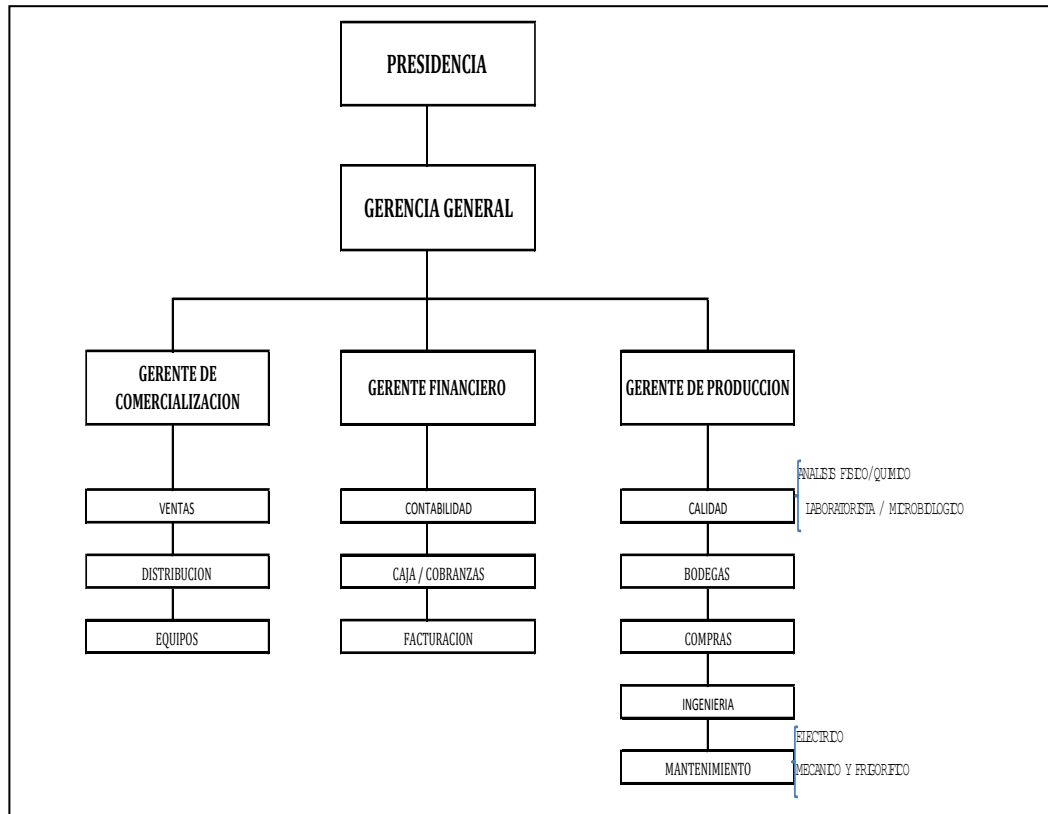 PRESIDENCIA
GERENCIA GENERAL
GERENTE DE
COMERCIALIZACION
GERENTE FINANCIERO
GERENTE DE PRODUCCION
VENTAS
DISTRIBUCION
EQUIPOS
CONTABILIDAD
CAJA / COBRANZAS
FACTURACION
CALIDAD
ANALISIS FISICO/QUIMICO
LABORATORISTA / MICROBIOLOGICO
BODEGAS
COMPRAS
INGENIERIA
MANTENIMIENTO
ELECTRICO
MECANICO Y FRIGORIFICO